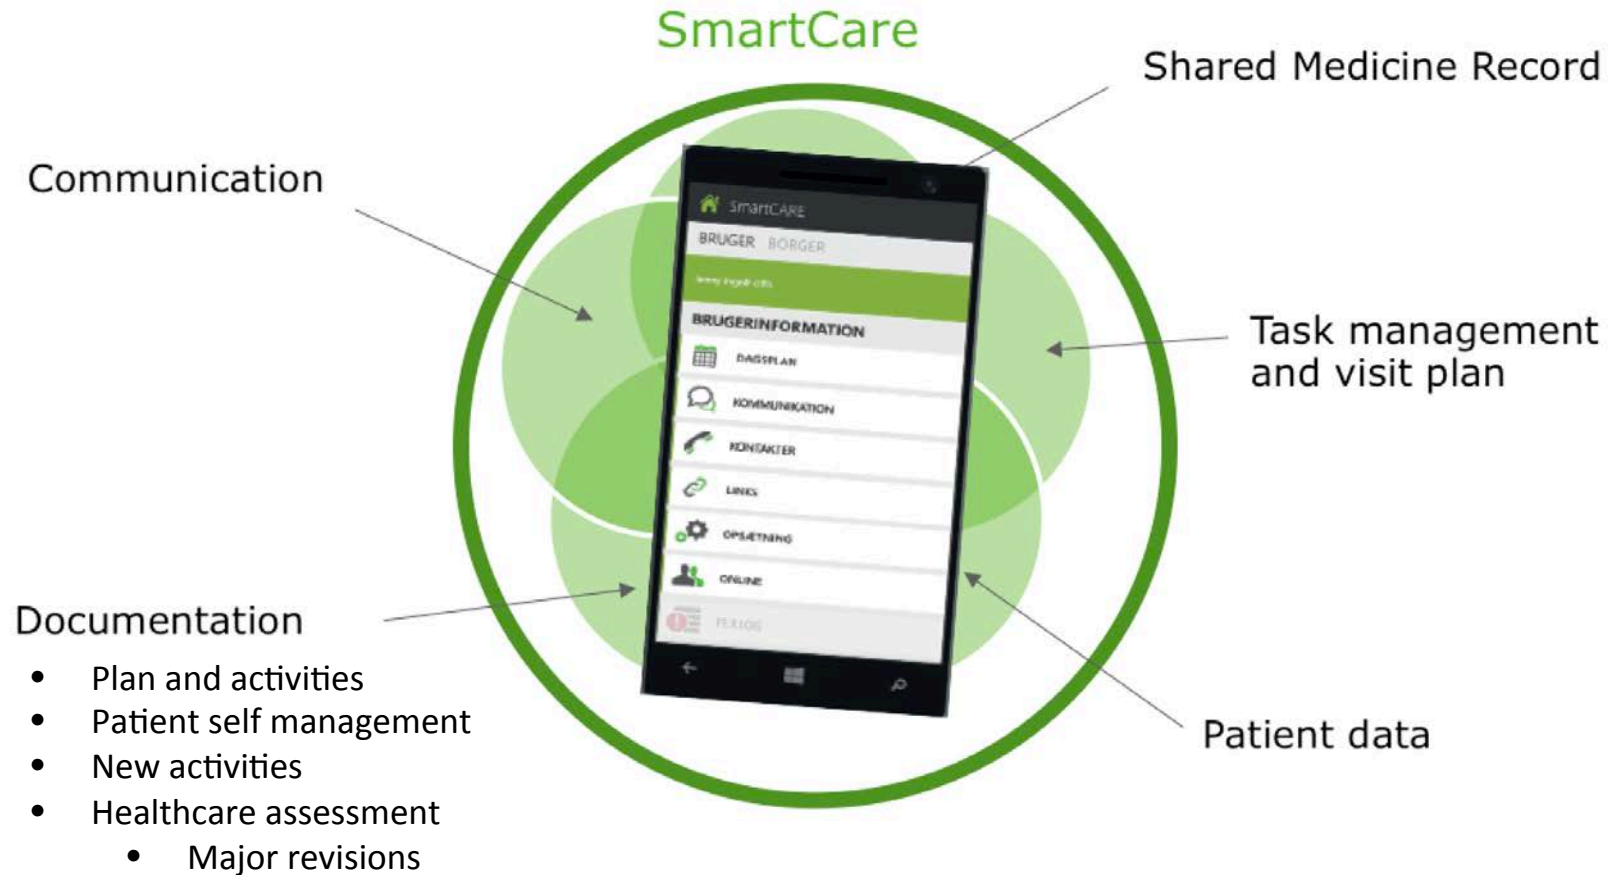 SmartCare
Shared Medicine Record
Communication
Task management
and visit plan
Documentation
• Plan and activities
• Patient self management
• New activities
• Healthcare assessment
• Major revisions
Patient data
SmartCARE
BRUGER BORGER
BRUGERINFORMATION
DAGSPLAN
KOMMUNIKATION
KONTAKTER
LINKS
OPSÆTNING
ONLINE